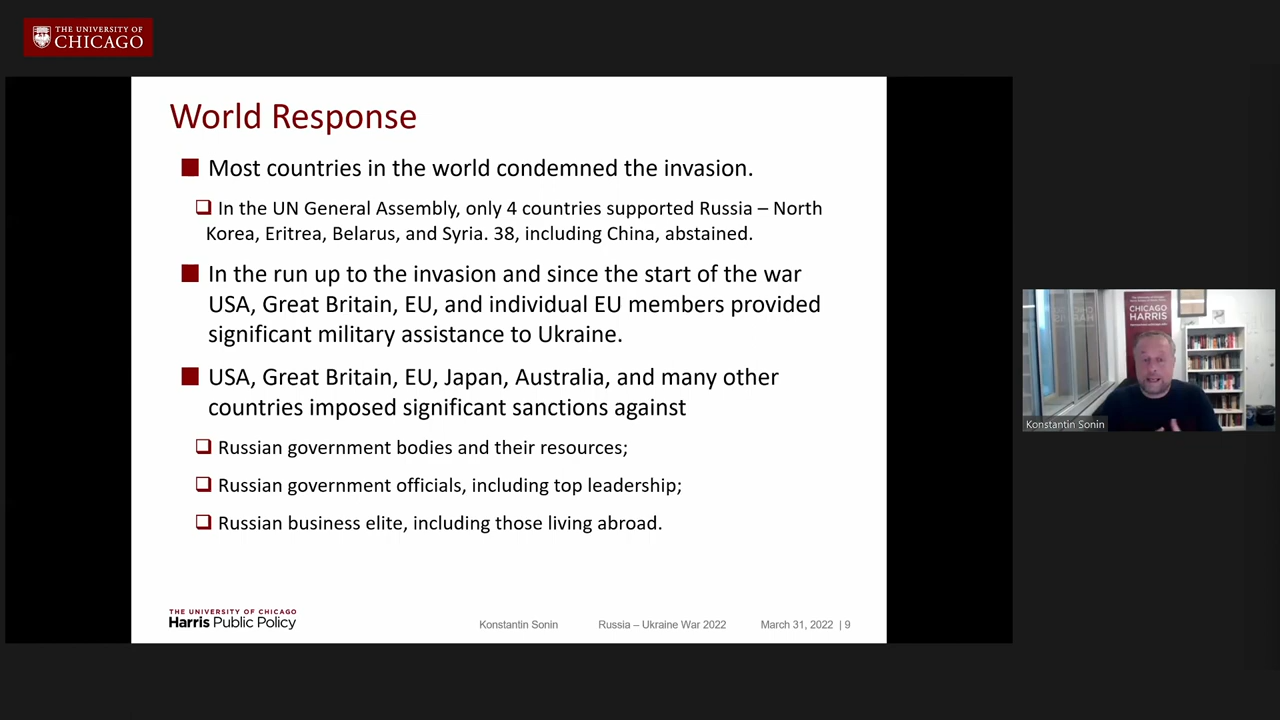 THE UNIVERSITY OF
CHICAGO
World Response
Most countries in the world condemned the invasion.
In the UN General Assembly, only 4 countries supported Russia – North
Korea, Eritrea, Belarus, and Syria. 38, including China, abstained.
In the run up to the invasion and since the start of the war
USA, Great Britain, EU, and individual EU members provided
significant military assistance to Ukraine.
USA, Great Britain, EU, Japan, Australia, and many other
countries imposed significant sanctions against
Russian government bodies and their resources;
Russian government officials, including top leadership;
Russian business elite, including those living abroad.
THE UNIVERSITY OF CHICAGO
Harris Public Policy
Konstantin Sonin
Russia – Ukraine War 2022
March 31, 2022 | 9
CHICAGO
HARRIS
Konstantin Sonin